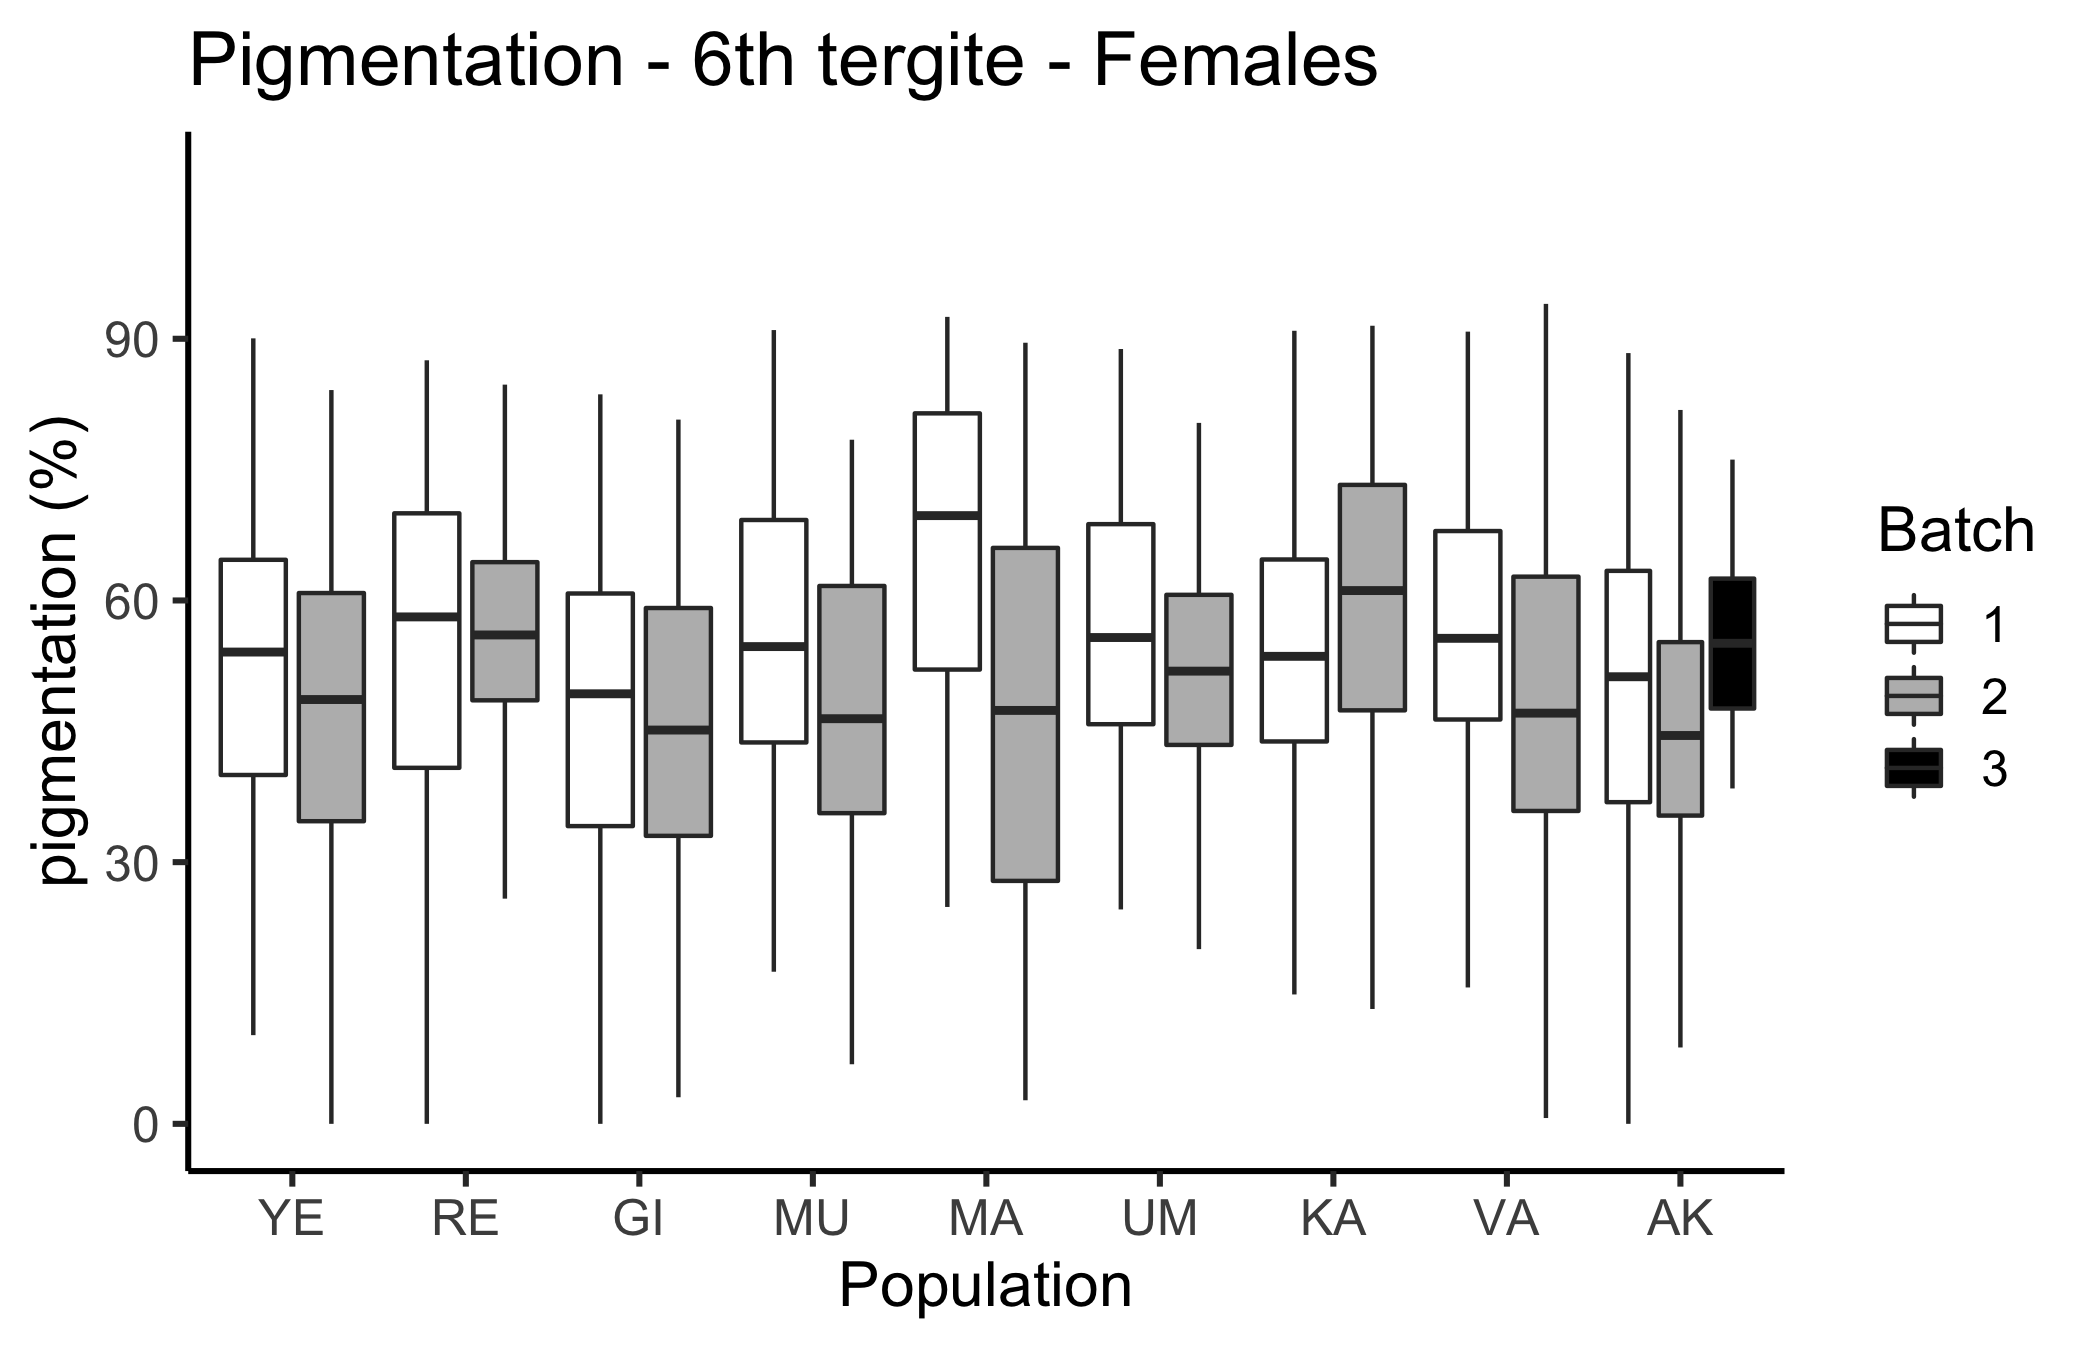 Pigmentation - 6th tergite - Females
pigmentation (%)
90
60
30
0
YE RE GI MU MA UM KA VA AK
Population
Batch
1
2
3